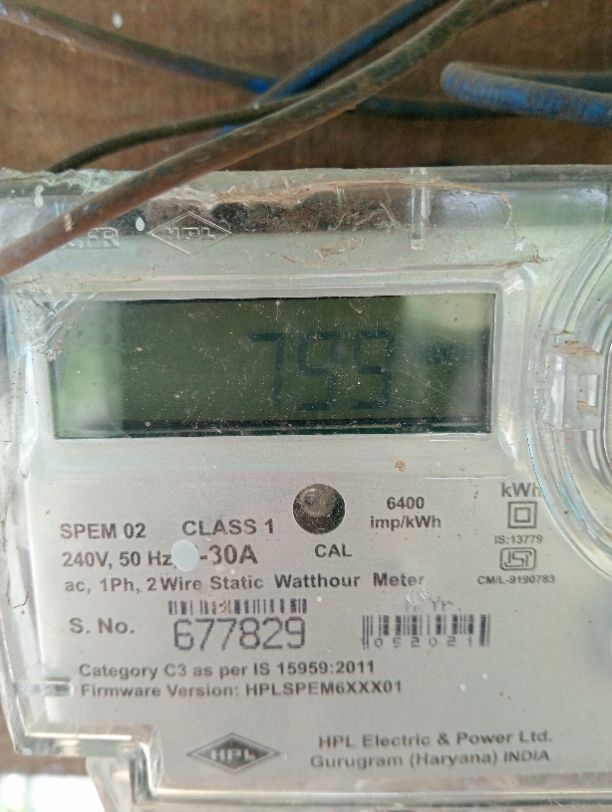 HPL
799
6400
imp/kWh
kWh
SPEM 02 CLASS 1
CAL
IS:13779
240V, 50 Hz, -30A
ac, 1Ph, 2 Wire Static Watthour Meter
CM/L-9190783
S. No. 677829
052021
Category C3 as per IS 15959:2011
Firmware Version: HPLSPEM6XXX01
HPL
HPL Electric & Power Ltd.
Gurugram (Haryana) INDIA